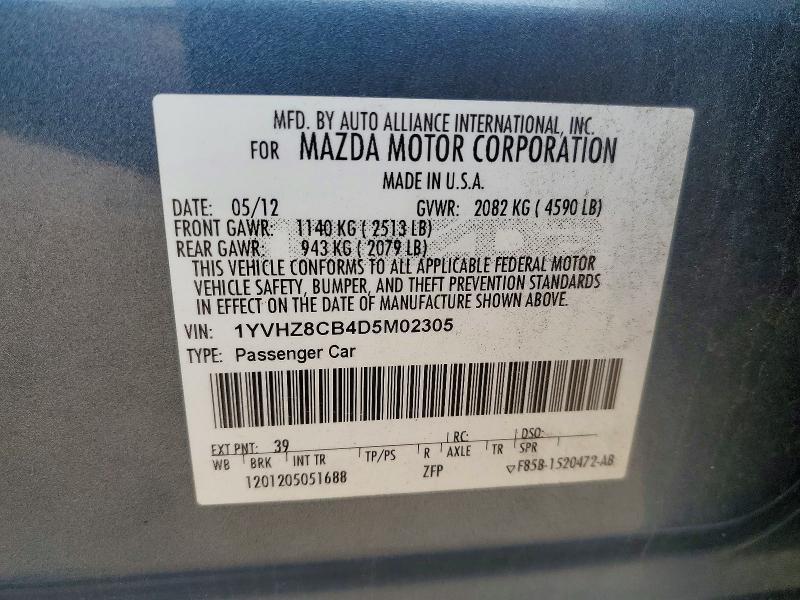 MFD. BY AUTO ALLIANCE INTERNATIONAL, INC.
FOR MAZDA MOTOR CORPORATION
MADE IN U.S.A.
DATE: 05/12 GVWR: 2082 KG ( 4590 LB)
FRONT GAWR: 1140 KG ( 2513 LB)
REAR GAWR: 943 KG ( 2079 LB)
THIS VEHICLE CONFORMS TO ALL APPLICABLE FEDERAL MOTOR
VEHICLE SAFETY, BUMPER, AND THEFT PREVENTION STANDARDS
IN EFFECT ON THE DATE OF MANUFACTURE SHOWN ABOVE.
VIN: 1YVHZ8CB4D5M02305
TYPE: Passenger Car
EXT PNT: 39 RC: DSO:
WB BRK INT TR TP/PS R AXLE TR SPR
1201205051688 ZFP F85B-1520472-AB